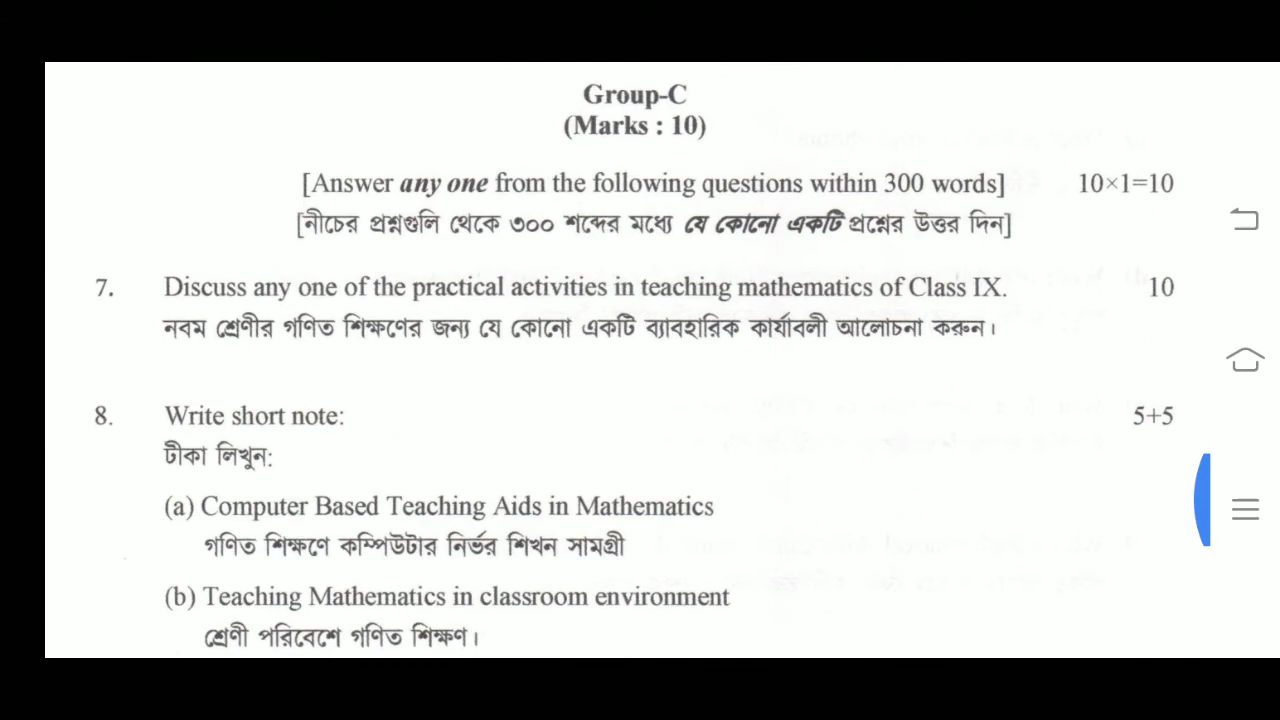 Group-C
(Marks : 10)
[Answer any one from the following questions within 300 words] 10×1=10
[নীচের প্রশ্নগুলি থেকে ৩০০ শব্দের মধ্যে যে কোনো একটি প্রশ্নের উত্তর দিন]
7. Discuss any one of the practical activities in teaching mathematics of Class IX. 10
নবম শ্রেণীর গণিত শিক্ষণের জন্য যে কোনো একটি ব্যাবহারিক কার্যাবলী আলোচনা করুন।
8. Write short note: 5+5
টীকা লিখুন:
(a) Computer Based Teaching Aids in Mathematics
গণিত শিক্ষণে কম্পিউটার নির্ভর শিখন সামগ্রী
(b) Teaching Mathematics in classroom environment
শ্রেণী পরিবেশে গণিত শিক্ষণ।